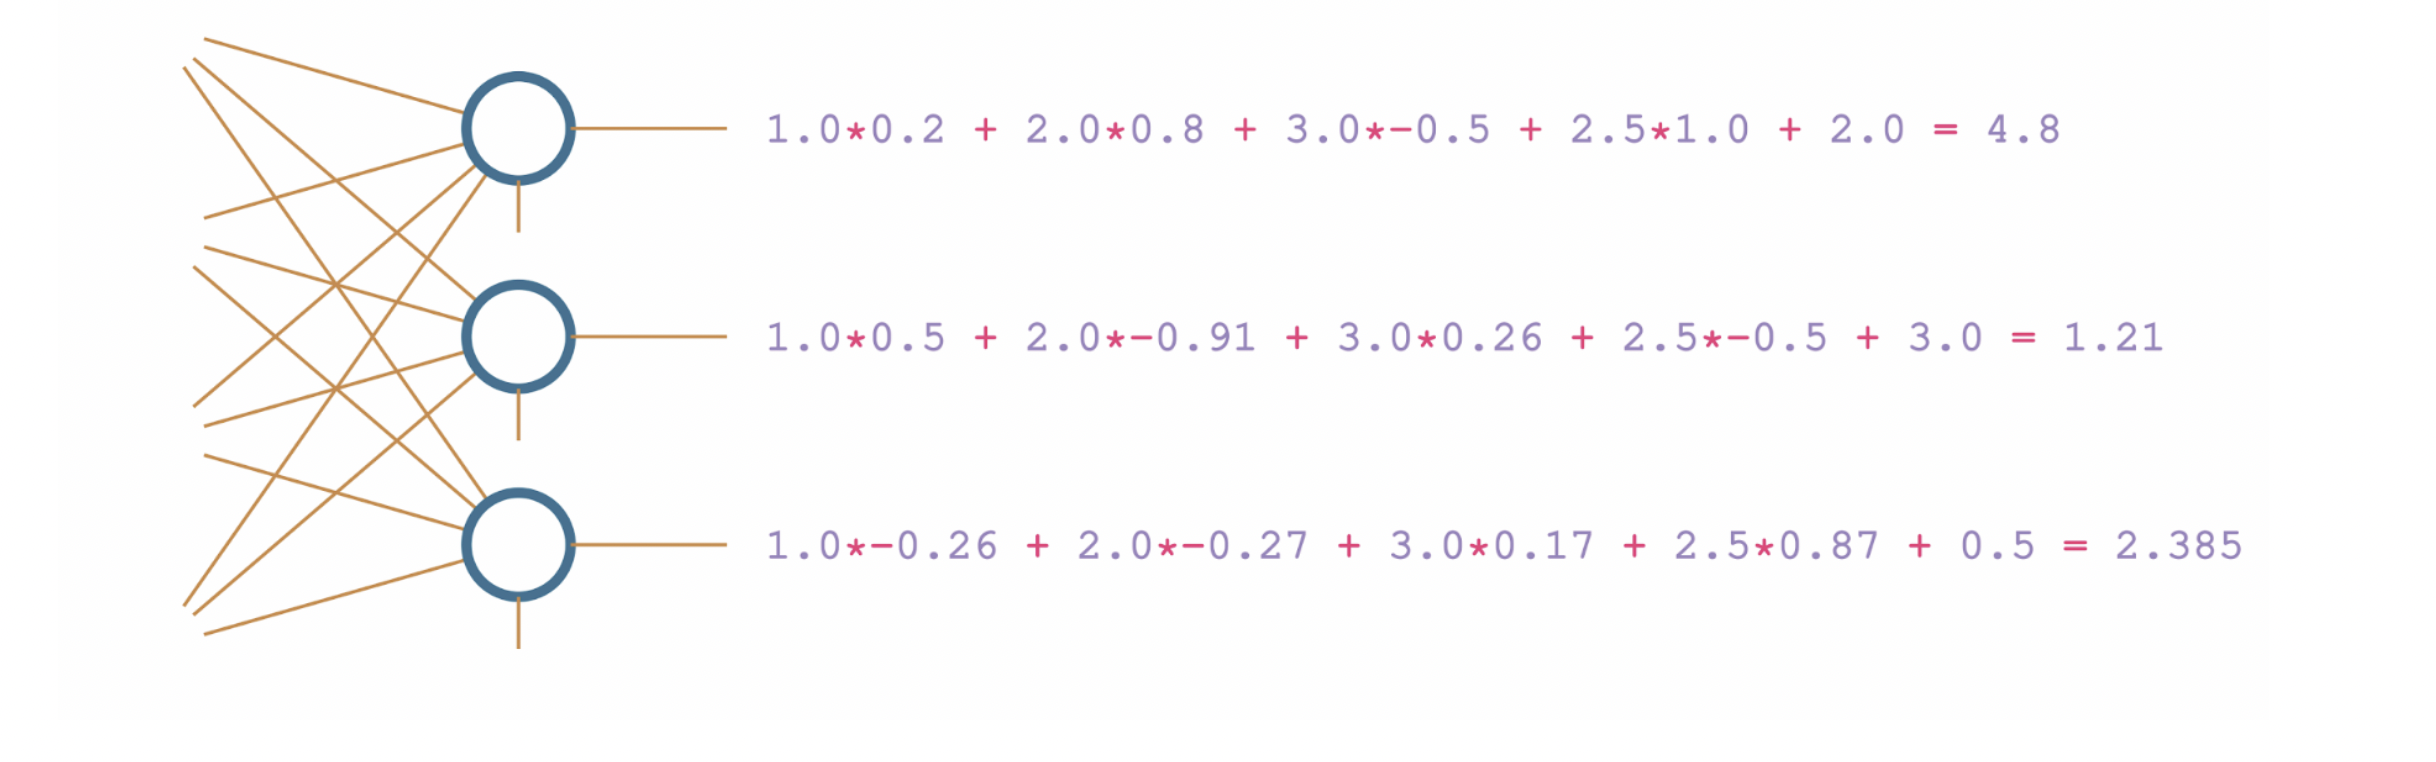 1.0*0.2 + 2.0*0.8 + 3.0*-0.5 + 2.5*1.0 + 2.0 = 4.8
1.0*0.5 + 2.0*-0.91 + 3.0*0.26 + 2.5*-0.5 + 3.0 = 1.21
1.0*-0.26 + 2.0*-0.27 + 3.0*0.17 + 2.5*0.87 + 0.5 = 2.385